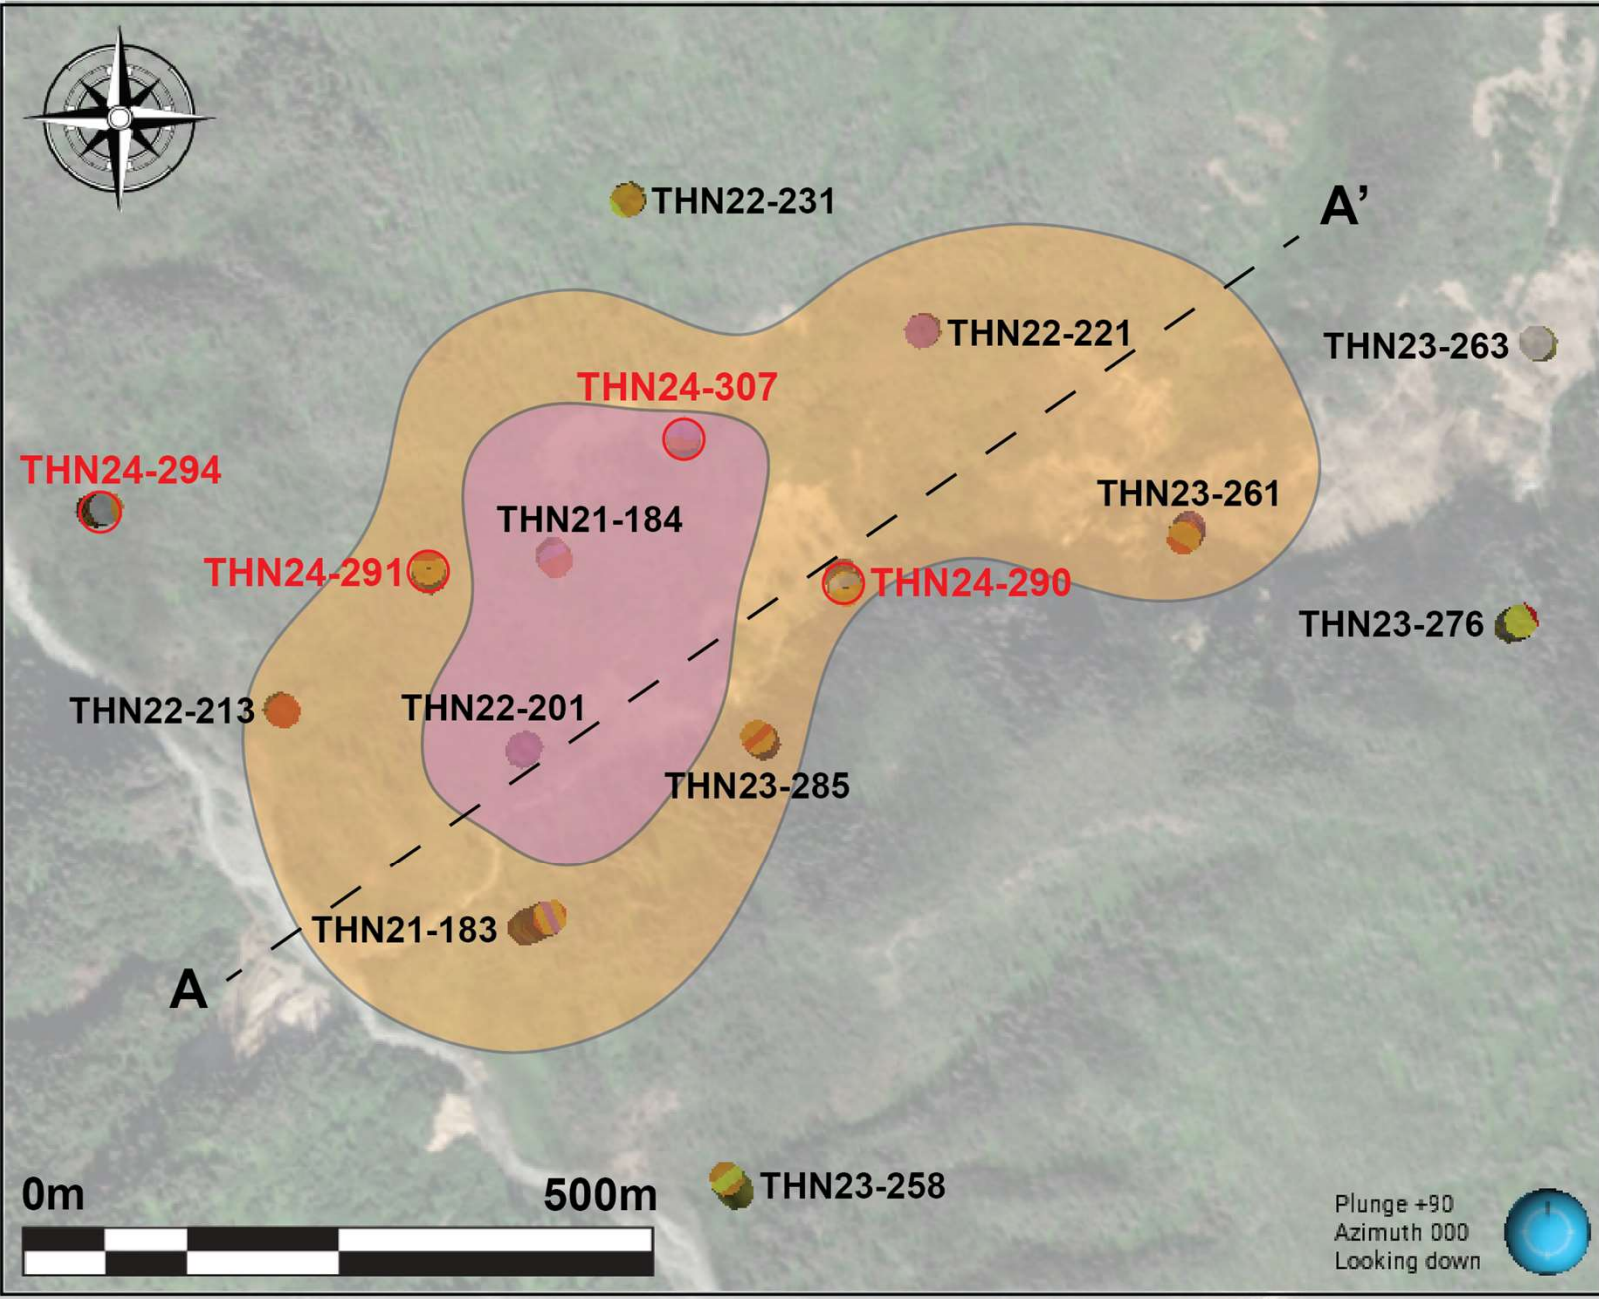 THN22-231
A’
THN22-221
THN23-263
THN24-307
THN24-294
THN23-261
THN21-184
THN24-291
THN24-290
THN23-276
THN22-213
THN22-201
THN23-285
THN21-183
A
THN23-258
0m 500m
Plunge +90
Azimuth 000
Looking down